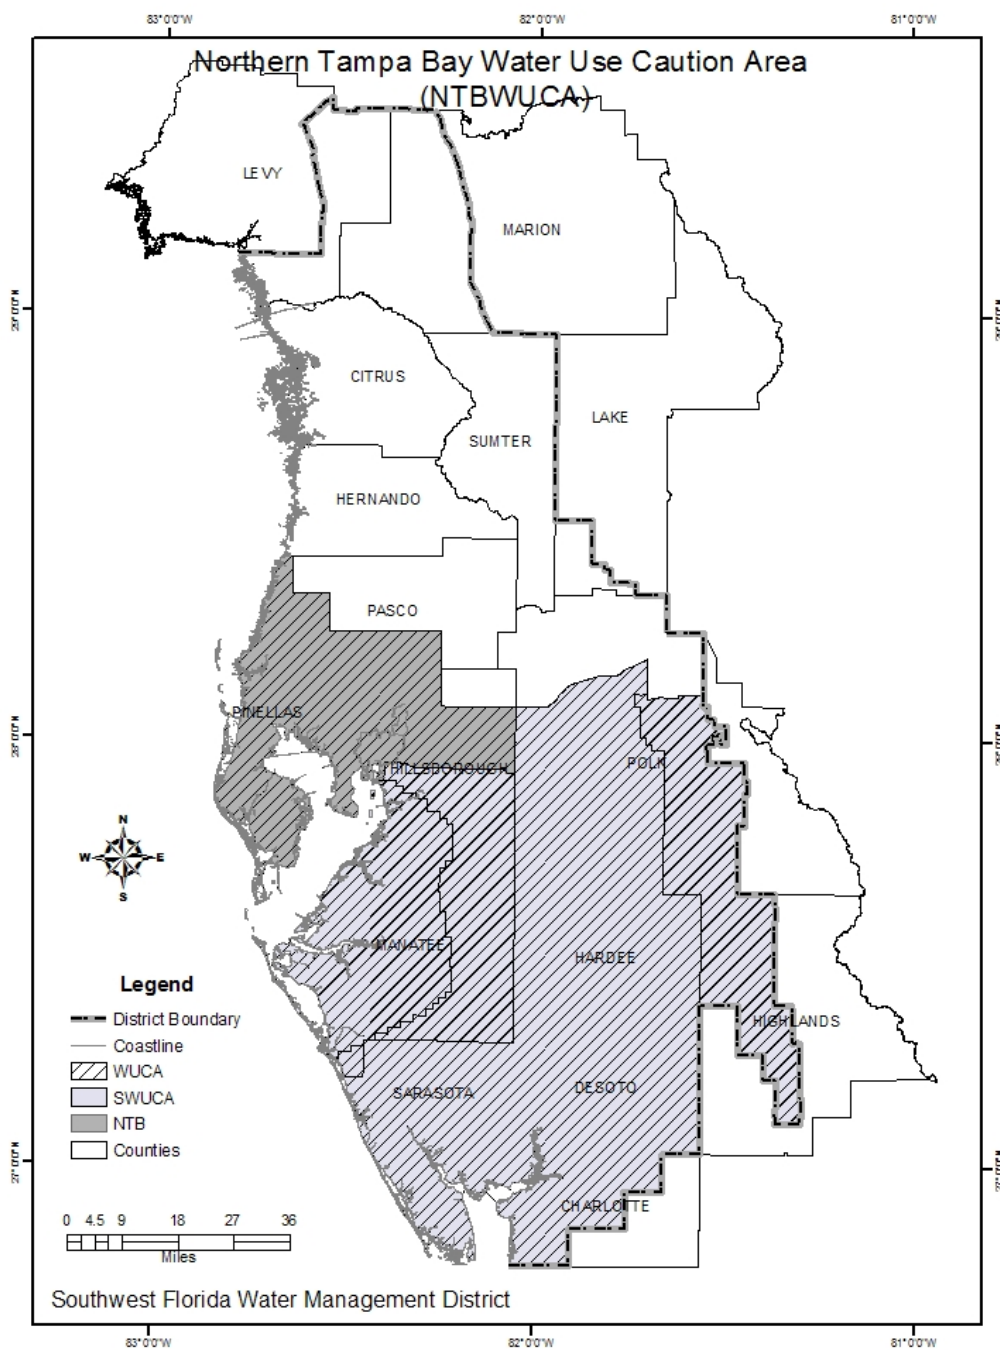 83°0'0"W 82°0'0"W 81°0'0"W
Northern Tampa Bay Water Use Caution Area
(NTBWUCA)
LEVY
MARION
CITRUS
LAKE
SUMTER
HERNANDO
PASCO
PINELLAS
POLK
HILLSBOROUGH
N
W E
S
MANATEE
HARDEE
Legend
District Boundary
HIGHLANDS
Coastline
WUCA
SWUCA
SARASOTA
DESOTO
NTB
Counties
CHARLOTTE
0 4.5 9 18 27 36
Miles
Southwest Florida Water Management District
83°0'0"W 82°0'0"W 81°0'0"W